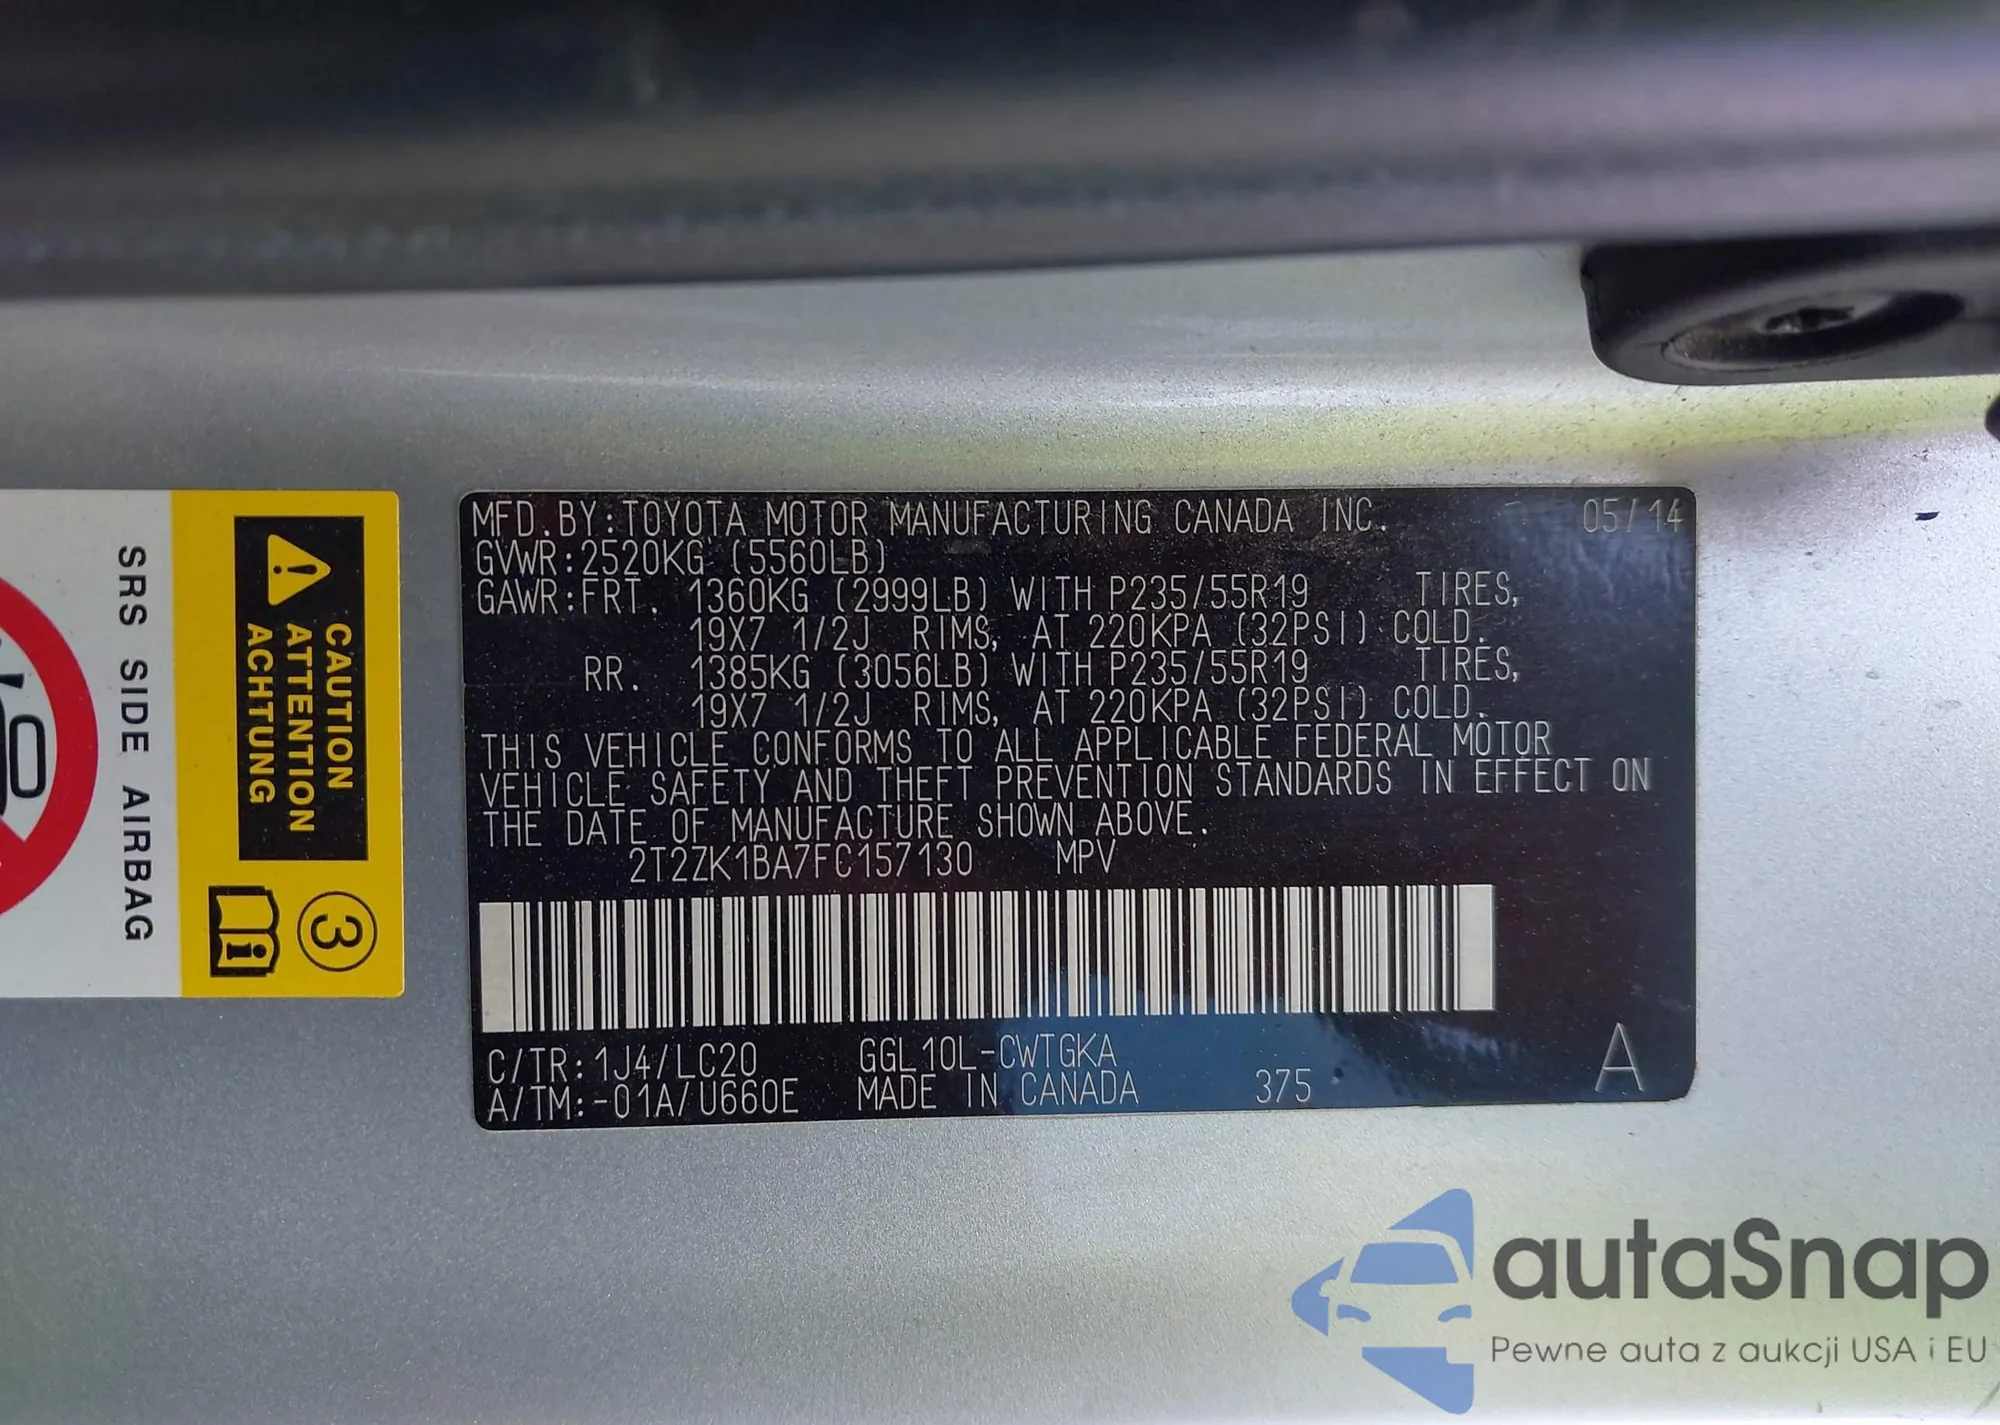 MFD. BY: TOYOTA MOTOR MANUFACTURING CANADA INC. 05/14
GVWR: 2520KG (5560LB)
GAWR: FRT. 1360KG (2999LB) WITH P235/55R19 TIRES,
19X7 1/2J RIMS, AT 220KPA (32PSI) COLD.
RR. 1385KG (3056LB) WITH P235/55R19 TIRES,
19X7 1/2J RIMS, AT 220KPA (32PSI) COLD.
THIS VEHICLE CONFORMS TO ALL APPLICABLE FEDERAL MOTOR
VEHICLE SAFETY AND THEFT PREVENTION STANDARDS IN EFFECT ON
THE DATE OF MANUFACTURE SHOWN ABOVE.
2T2ZK1BA7FC157130 MPV
C/TR: 1J4/LC20 GGL10L-CWTGKA
A/TM: -01A/U660E MADE IN CANADA 375 A
CAUTION
ATTENTION
ACHTUNG
3
i
SRS SIDE AIRBAG
autaSnap
Pewne auta z aukcji USA i EU